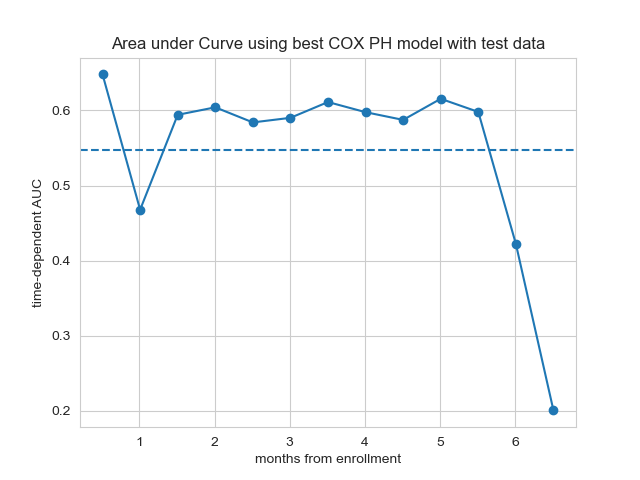 Area under Curve using best COX PH model with test data
time-dependent AUC
0.6
0.5
0.4
0.3
0.2
1 2 3 4 5 6
months from enrollment